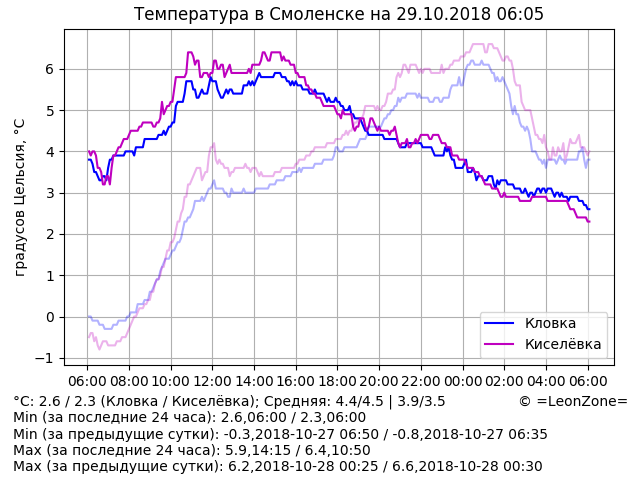 Температура в Смоленске на 29.10.2018 06:05
градусов Цельсия, °C
6
5
4
3
2
1
0
−1
Кловка
Киселёвка
06:00 08:00 10:00 12:00 14:00 16:00 18:00 20:00 22:00 00:00 02:00 04:00 06:00
°C: 2.6 / 2.3 (Кловка / Киселёвка); Средняя: 4.4/4.5 | 3.9/3.5
© =LeonZone=
Min (за последние 24 часа): 2.6,06:00 / 2.3,06:00
Min (за предыдущие сутки): -0.3,2018-10-27 06:50 / -0.8,2018-10-27 06:35
Max (за последние 24 часа): 5.9,14:15 / 6.4,10:50
Max (за предыдущие сутки): 6.2,2018-10-28 00:25 / 6.6,2018-10-28 00:30